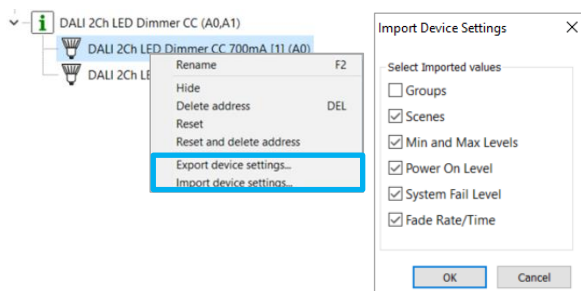 DALI 2Ch LED Dimmer CC (A0,A1)
DALI 2Ch LED Dimmer CC 700mA [1] (A0)
DALI 2Ch LE
Rename F2
Hide
Delete address DEL
Reset
Reset and delete address
Export device settings...
Import device settings...
Import Device Settings
Select Imported values
Groups
Scenes
Min and Max Levels
Power On Level
System Fail Level
Fade Rate/Time
OK
Cancel